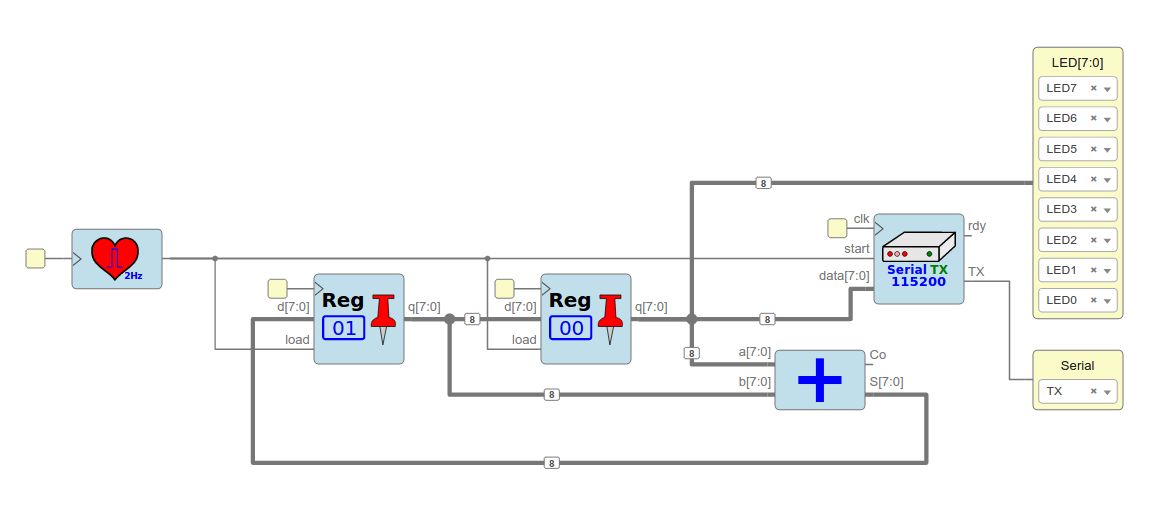 LED[7:0]
LED7
LED6
LED5
LED4
LED3
LED2
LED1
LED0
8
2Hz
clk
start
data[7:0]
rdy
TX
Serial TX
115200
d[7:0]
load
Reg
01
q[7:0]
8
d[7:0]
load
Reg
00
q[7:0]
8
8
a[7:0]
b[7:0]
Co
S[7:0]
8
8
Serial
TX